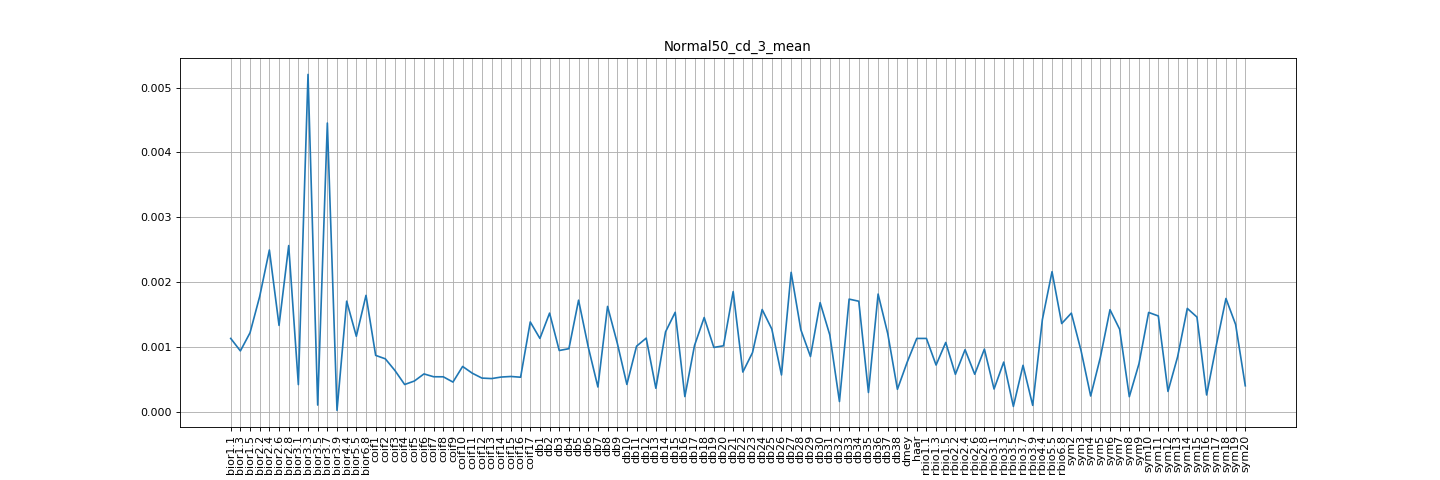 Normal50_cd_3_mean
0.005
0.004
0.003
0.002
0.001
0.000
bior1.1
bior1.3
bior1.5
bior2.2
bior2.4
bior2.6
bior2.8
bior3.1
bior3.3
bior3.5
bior3.7
bior3.9
bior4.4
bior5.5
bior6.8
coif1
coif2
coif3
coif4
coif5
coif6
coif7
coif8
coif9
coif10
coif11
coif12
coif13
coif14
coif15
coif16
coif17
db1
db2
db3
db4
db5
db6
db7
db8
db9
db10
db11
db12
db13
db14
db15
db16
db17
db18
db19
db20
db21
db22
db23
db24
db25
db26
db27
db28
db29
db30
db31
db32
db33
db34
db35
db36
db37
db38
dmey
haar
rbio1.1
rbio1.3
rbio1.5
rbio2.2
rbio2.4
rbio2.6
rbio2.8
rbio3.1
rbio3.3
rbio3.5
rbio3.7
rbio3.9
rbio4.4
rbio5.5
rbio6.8
sym2
sym3
sym4
sym5
sym6
sym7
sym8
sym9
sym10
sym11
sym12
sym13
sym14
sym15
sym16
sym17
sym18
sym19
sym20